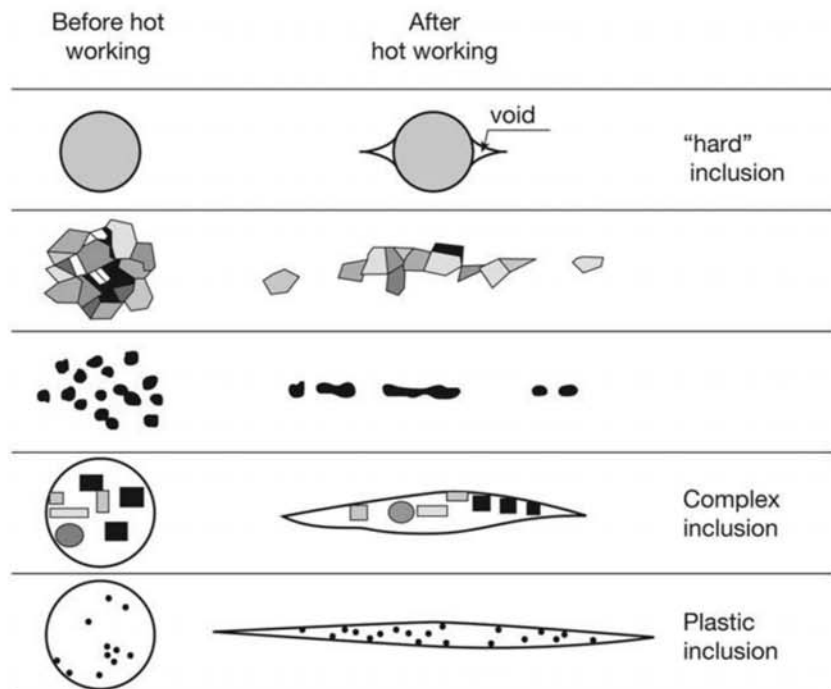 Before hot
working
After
hot working
void
“hard”
inclusion
Complex
inclusion
Plastic
inclusion